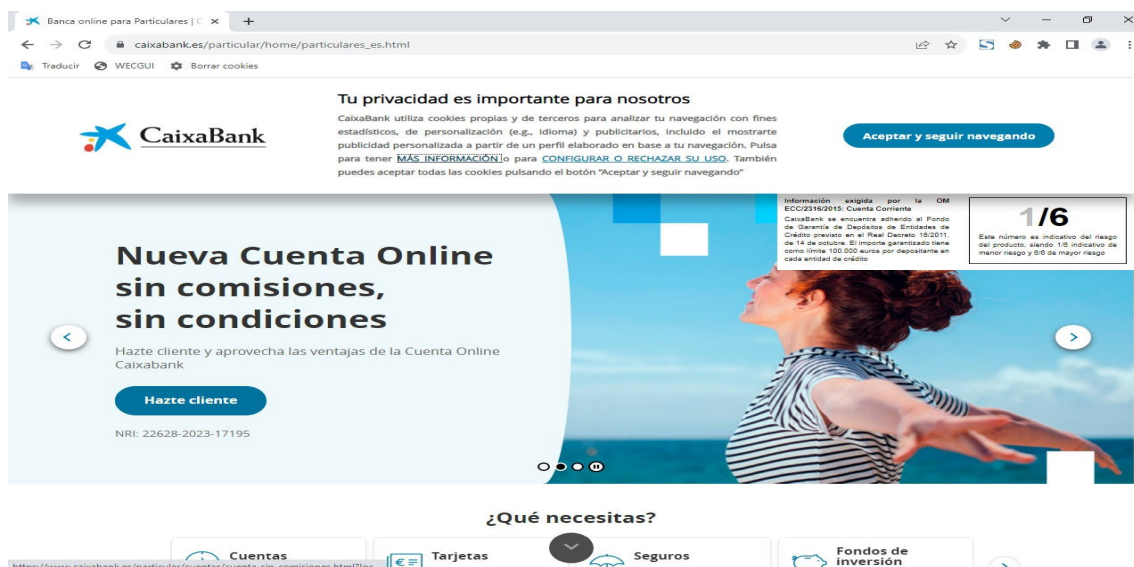 Banca online para Particulares | C
caixabank.es/particular/home/particulares_es.html
Traducir WECGUI Borrar cookies
CaixaBank
Tu privacidad es importante para nosotros
CaixaBank utiliza cookies propias y de terceros para analizar tu navegación con fines
estadísticos, de personalización (e.g., idioma) y publicitarios, incluido el mostrarte
publicidad personalizada a partir de un perfil elaborado en base a tu navegación. Pulsa
para tener MÁS INFORMACIÓN o para CONFIGURAR O RECHAZAR SU USO. También
puedes aceptar todas las cookies pulsando el botón "Aceptar y seguir navegando"
Aceptar y seguir navegando
Nueva Cuenta Online
sin comisiones,
sin condiciones
Hazte cliente y aprovecha las ventajas de la Cuenta Online
Caixabank
Hazte cliente
NRI: 22628-2023-17195
Información exigida por la OM
ECC/2316/2015: Cuenta Corriente
CaixaBank se encuentra adherido al Fondo
de Garantía de Depósitos de Entidades de
Crédito previsto en el Real Decreto 16/2011,
de 14 de octubre. El importe garantizado tiene
como límite 100.000 euros por depositante en
cada entidad de crédito
1/6
Este número es indicativo del riesgo
del producto, siendo 1/6 indicativo de
menor riesgo y 6/6 de mayor riesgo
¿Qué necesitas?
Cuentas
Tarjetas
Seguros
Fondos de
inversión